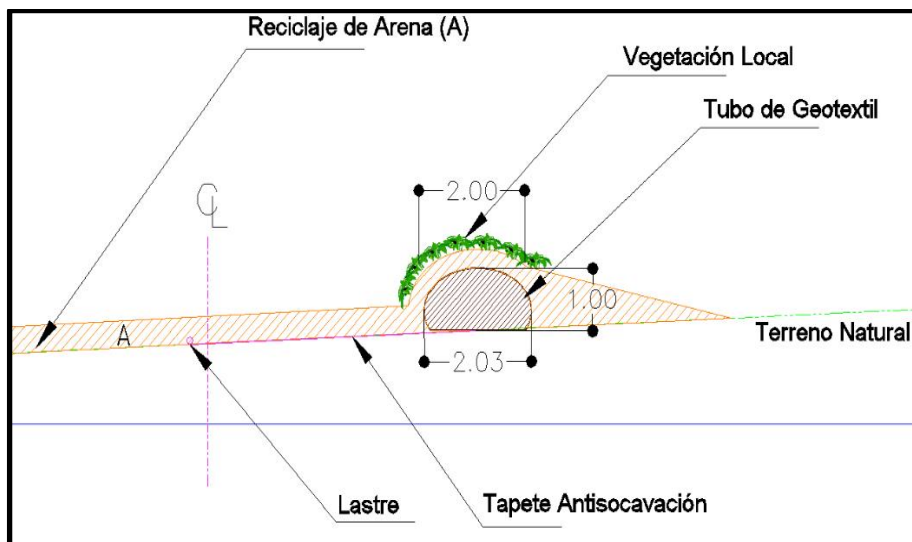 Reciclaje de Arena (A)
Vegetación Local
Tubo de Geotextil
2.00
CL
1.00
A
Terreno Natural
2.03
Lastre
Tapete Antisocavación